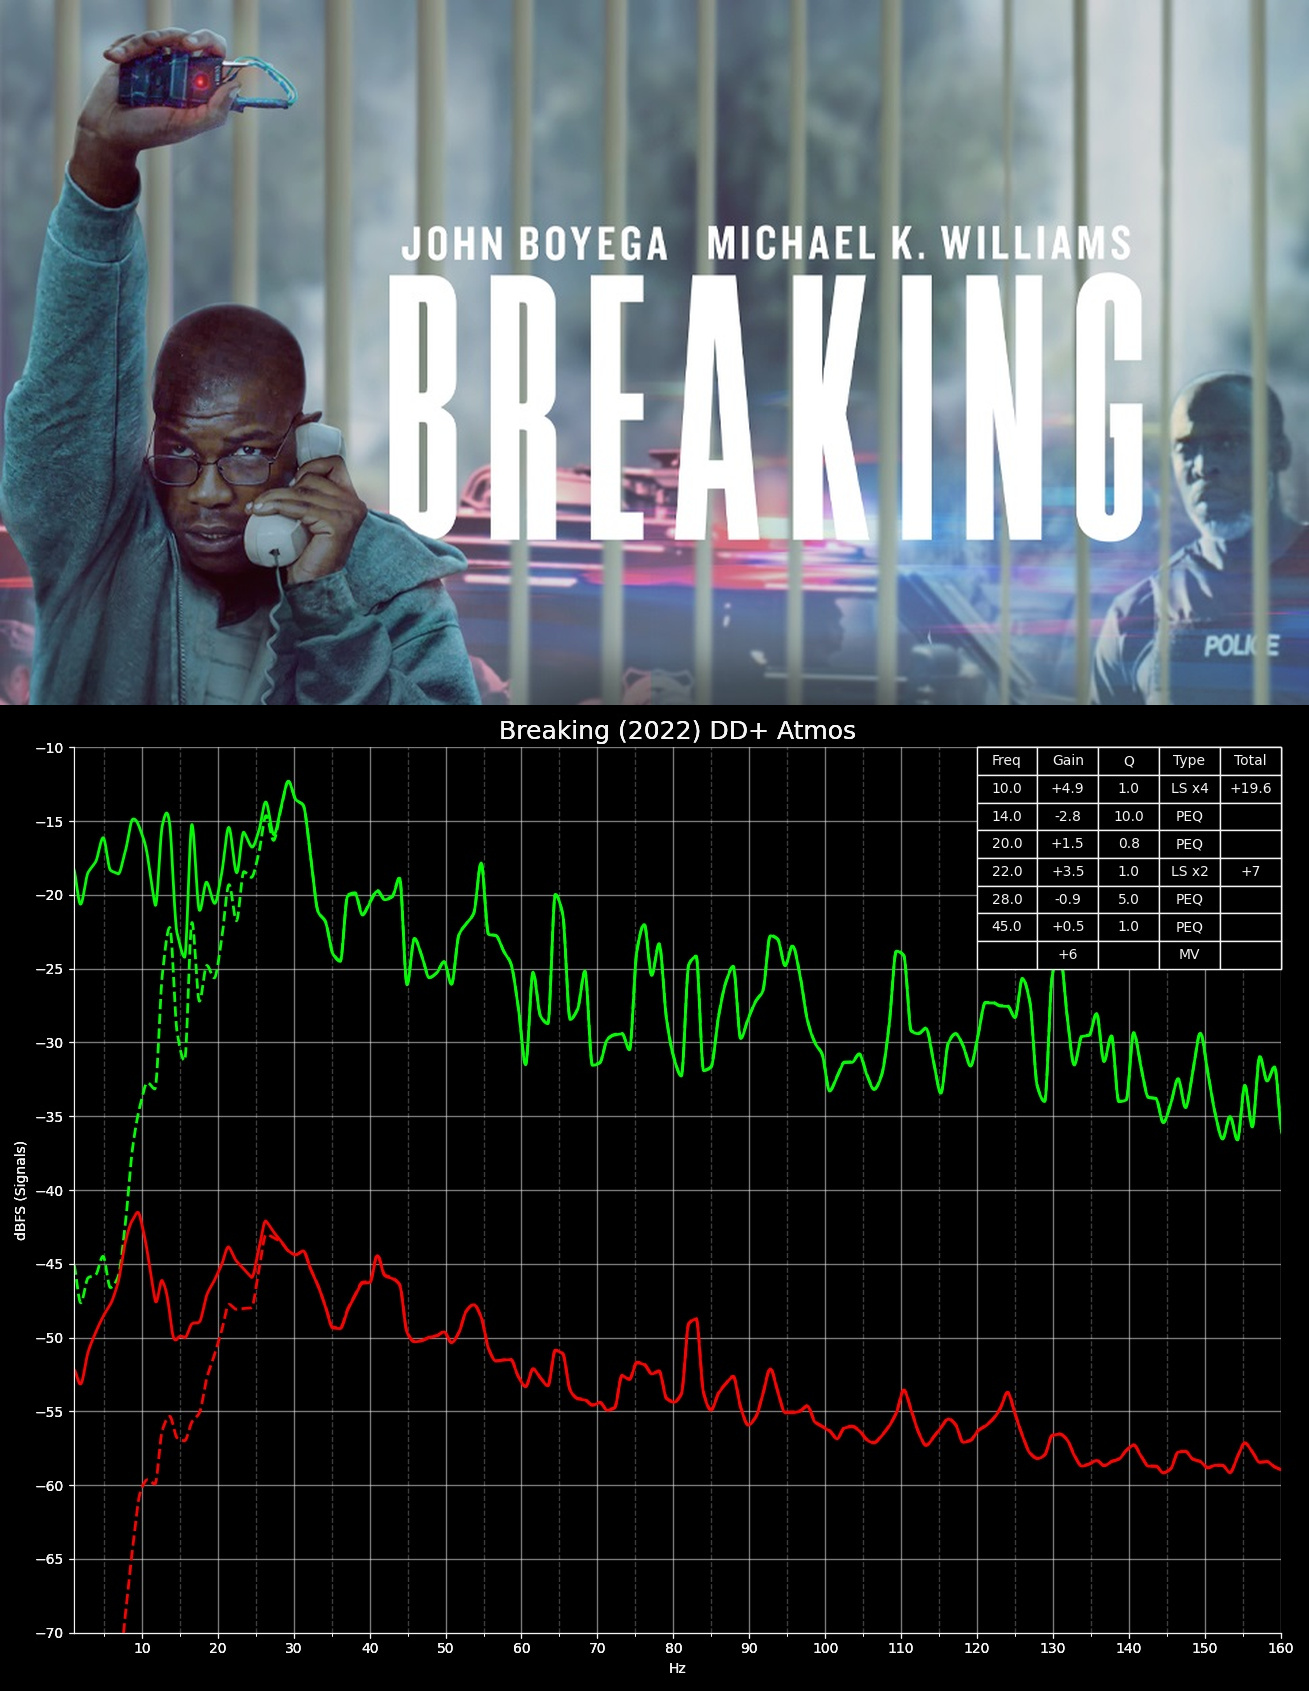 JOHN BOYEGA MICHAEL K. WILLIAMS
BREAKING
POLICE
Breaking (2022) DD+ Atmos
Freq Gain Q Type Total
10.0 +4.9 1.0 LS x4 +19.6
14.0 -2.8 10.0 PEQ
20.0 +1.5 0.8 PEQ
22.0 +3.5 1.0 LS x2 +7
28.0 -0.9 5.0 PEQ
45.0 +0.5 1.0 PEQ
+6 MV
−10
−15
−20
−25
−30
−35
−40
−45
−50
−55
−60
−65
−70
dBFS (Signals)
10 20 30 40 50 60 70 80 90 100 110 120 130 140 150 160
Hz